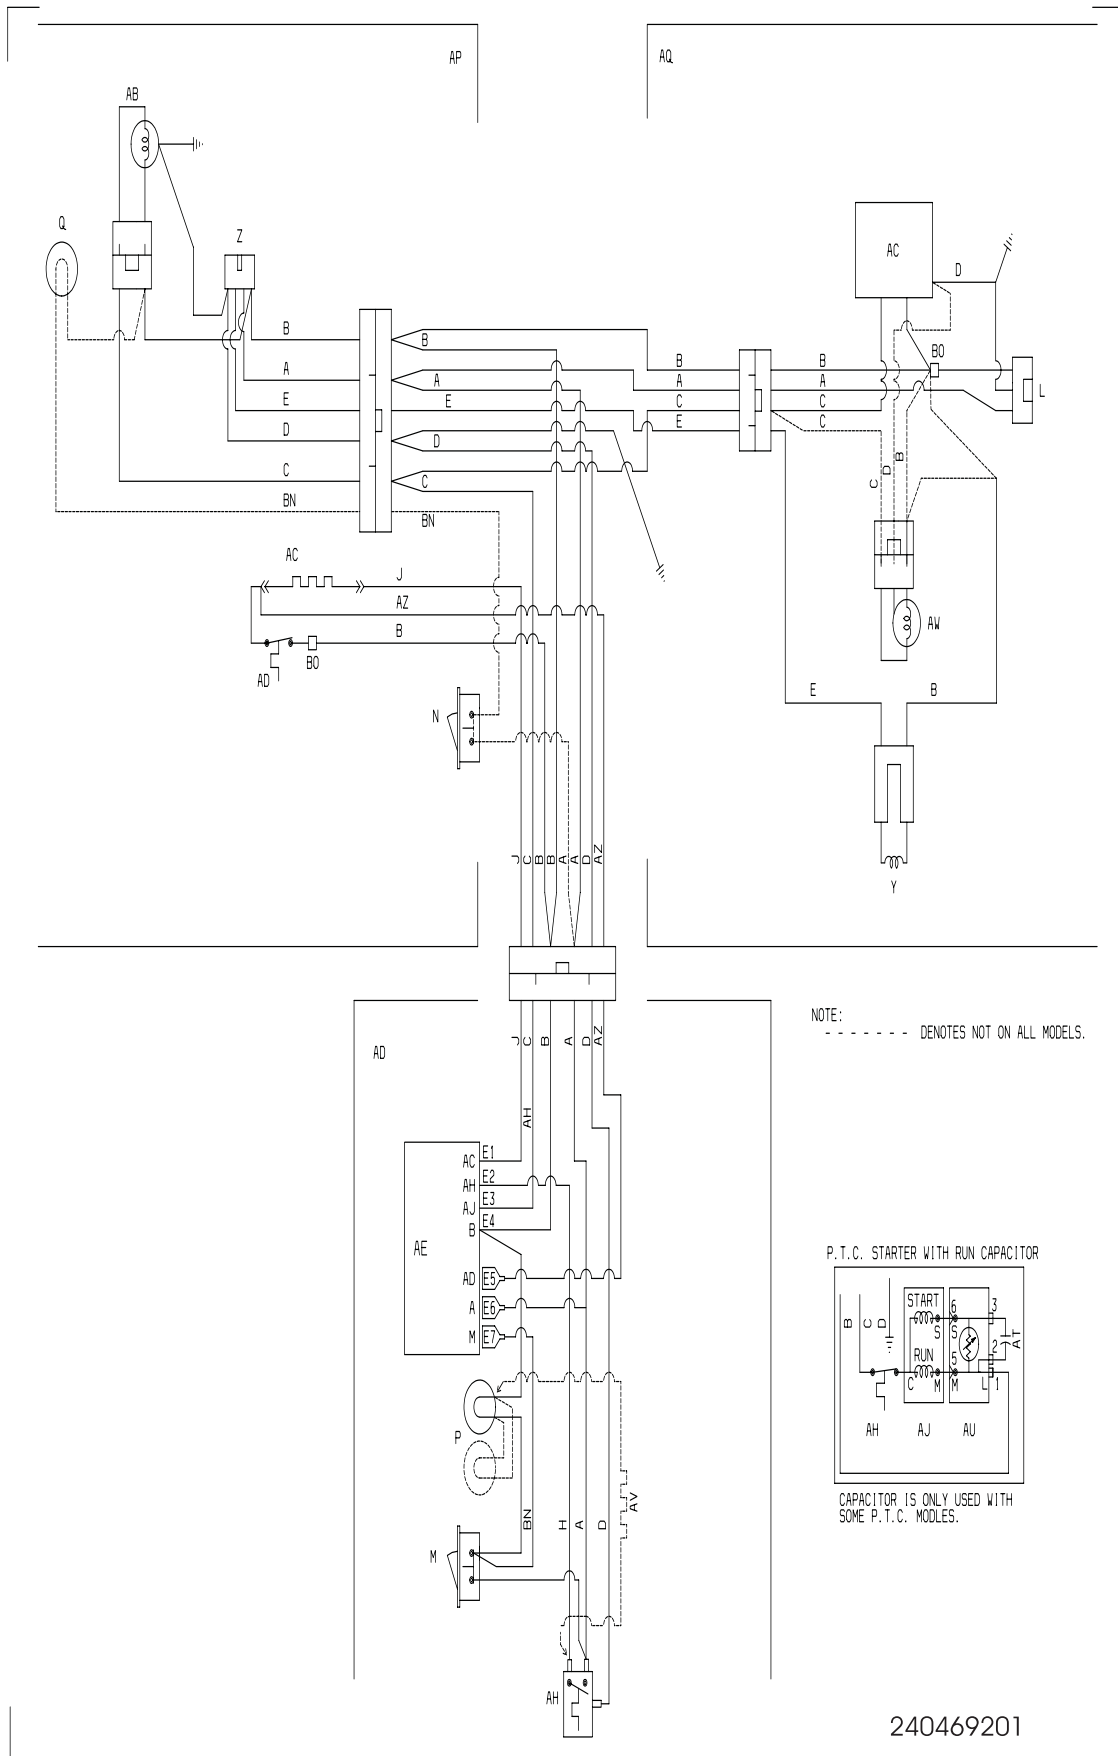 AP
AQ
AB
Q
Z
AC
D
B
B
B
B
BO
A
A
A
A
L
E
E
C
C
D
D
E
C
C
C
C
D
B
BN
BN
AC
J
AZ
B
BO
AD
AW
N
E
B
J
C
B
B
A
A
D
AZ
Y
NOTE:
- - - - - - - DENOTES NOT ON ALL MODELS.
J
C
B
A
D
AZ
AD
AH
AC E1
AH E2
AJ E3
B E4
AE
AD E5
A E6
M E7
P
BN
H
A
D
AV
M
AH
P.T.C. STARTER WITH RUN CAPACITOR
START
B
C
D
S
6
S
3
RUN
5
2
AT
C
M
M
L
1
AH
AJ
AU
CAPACITOR IS ONLY USED WITH
SOME P.T.C. MODLES.
240469201